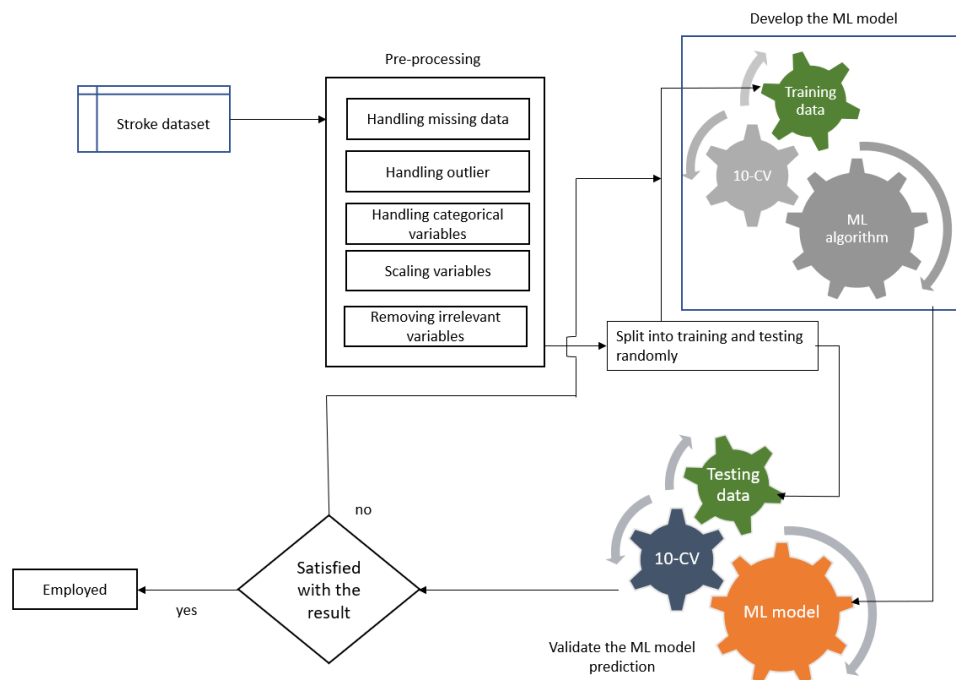 Develop the ML model
Pre-processing
Stroke dataset
Handling missing data
Handling outlier
Handling categorical
variables
Scaling variables
Removing irrelevant
variables
Training
data
10-CV
ML
algorithm
Split into training and testing
randomly
Testing
data
10-CV
ML model
Validate the ML model
prediction
no
Satisfied
with the
result
yes
Employed